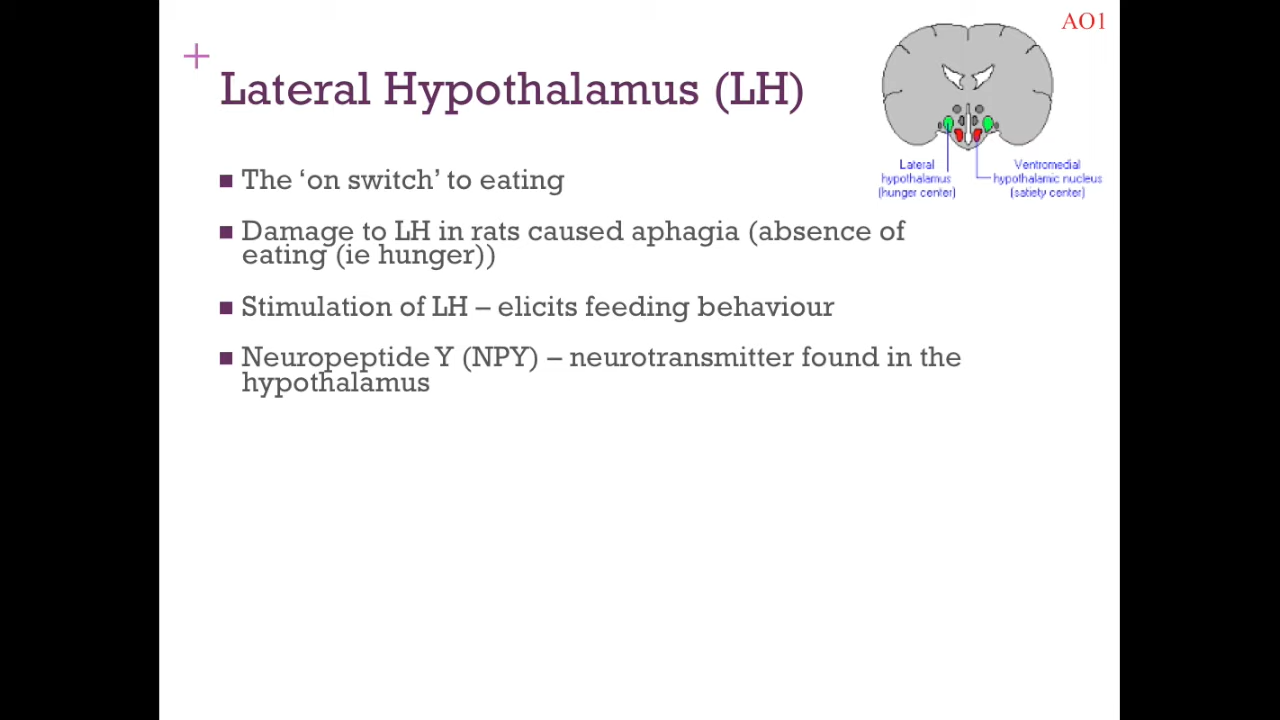 AO1
+
Lateral Hypothalamus (LH)
Lateral
hypothalamus
(hunger center)
Ventromedial
hypothalamic nucleus
(satiety center)
■ The ‘on switch’ to eating
■ Damage to LH in rats caused aphagia (absence of
eating (ie hunger))
■ Stimulation of LH – elicits feeding behaviour
■ Neuropeptide Y (NPY) – neurotransmitter found in the
hypothalamus